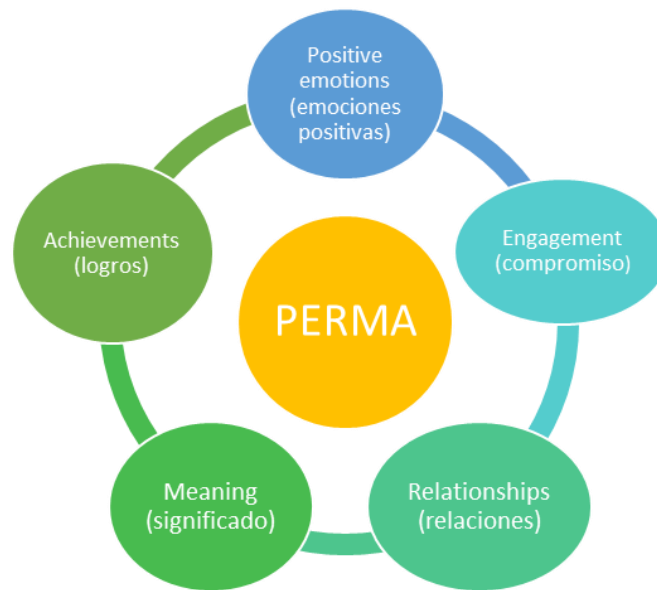 Positive
emotions
(emociones
positivas)
Engagement
(compromiso)
Relationships
(relaciones)
Meaning
(significado)
Achievements
(logros)
PERMA